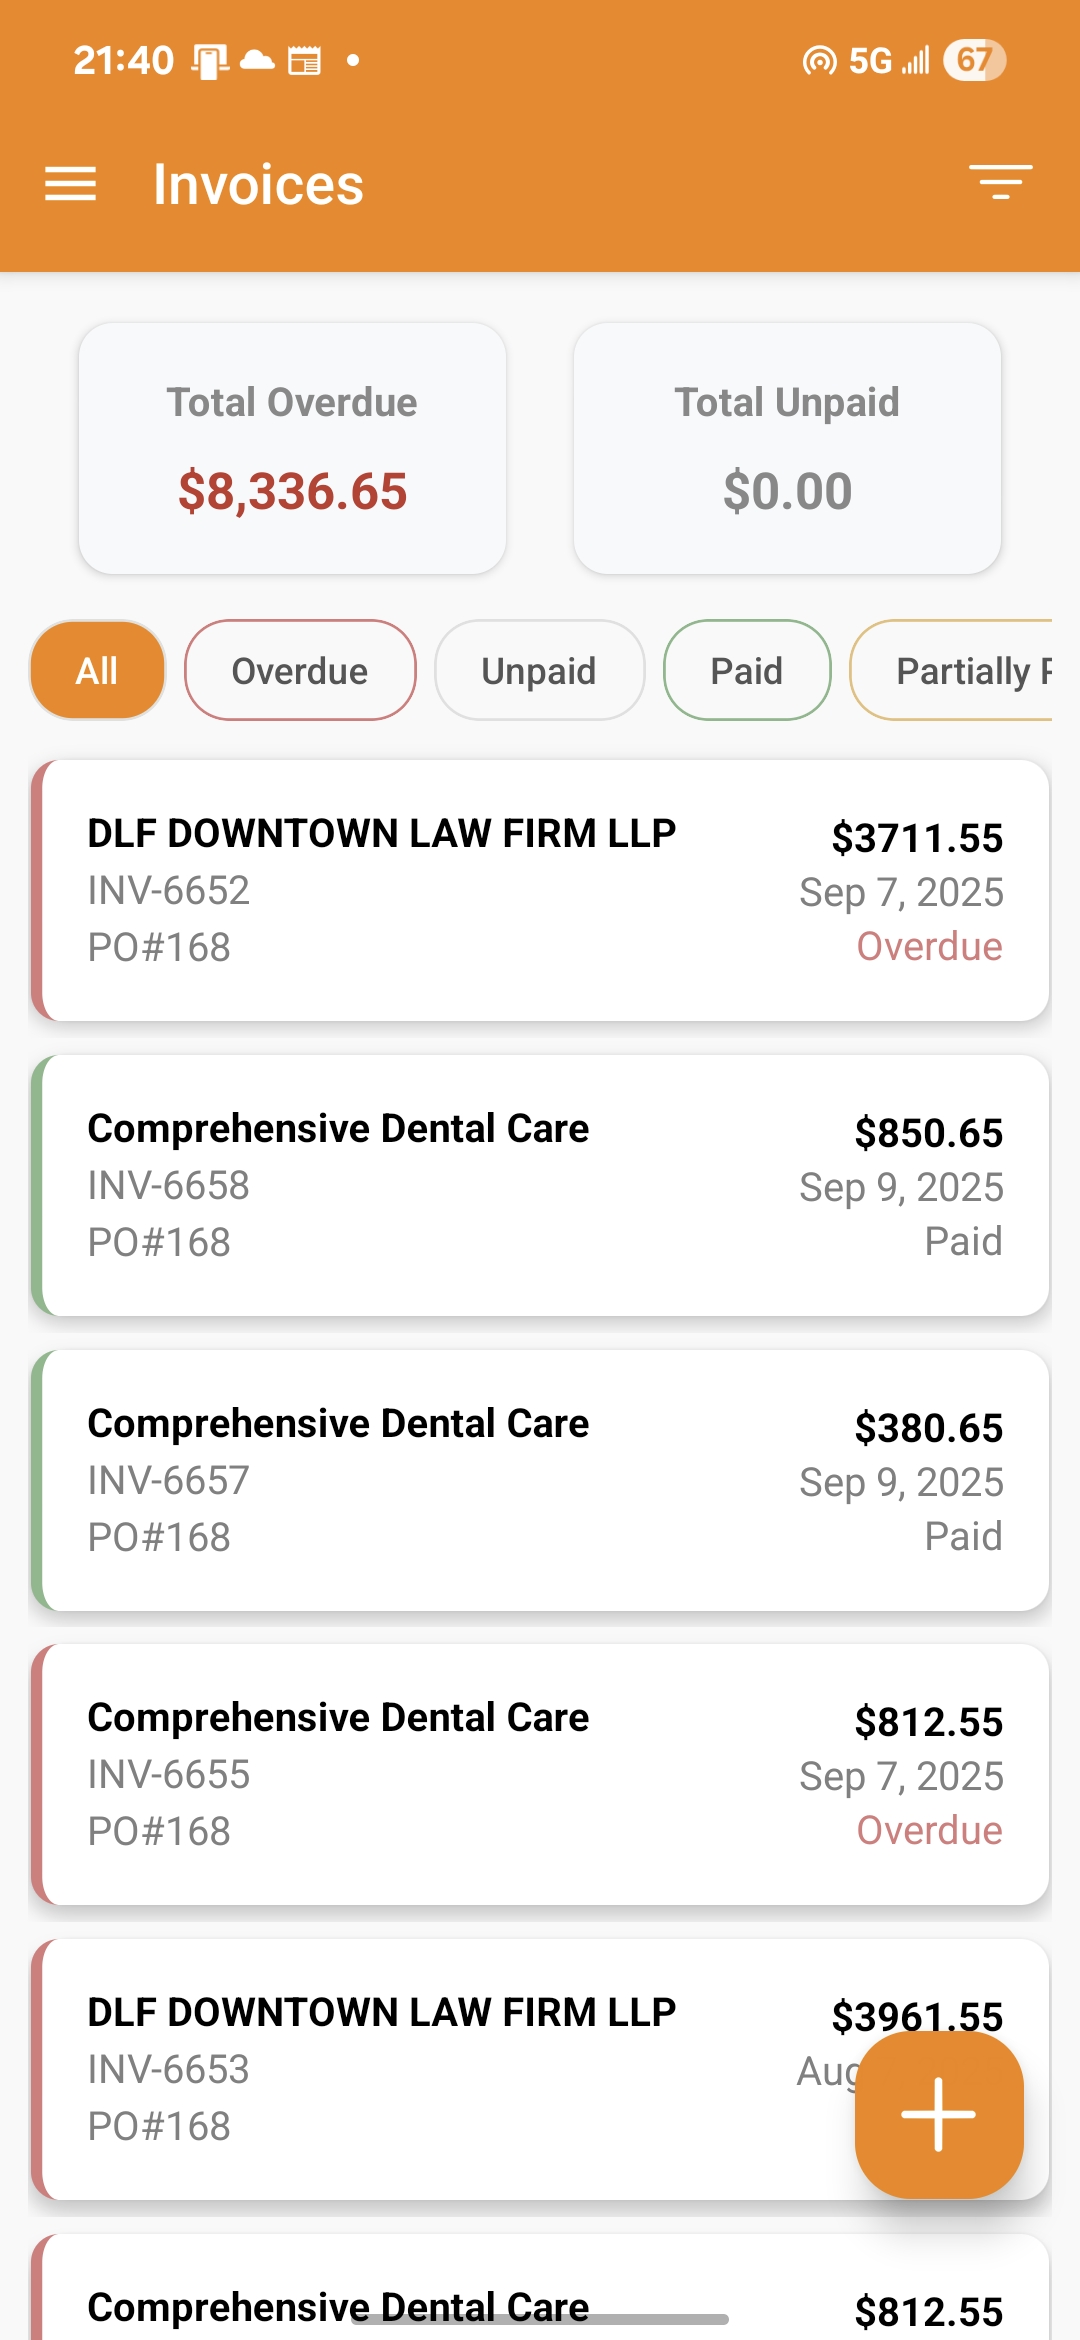 21:40
5G
67
Invoices
Total Overdue
$8,336.65
Total Unpaid
$0.00
All
Overdue
Unpaid
Paid
Partially
DLF DOWNTOWN LAW FIRM LLP
$3711.55
INV-6652
Sep 7, 2025
PO#168
Overdue
Comprehensive Dental Care
$850.65
INV-6658
Sep 9, 2025
PO#168
Paid
Comprehensive Dental Care
$380.65
INV-6657
Sep 9, 2025
PO#168
Paid
Comprehensive Dental Care
$812.55
INV-6655
Sep 7, 2025
PO#168
Overdue
DLF DOWNTOWN LAW FIRM LLP
$3961.55
INV-6653
Aug
PO#168
Comprehensive Dental Care
$812.55